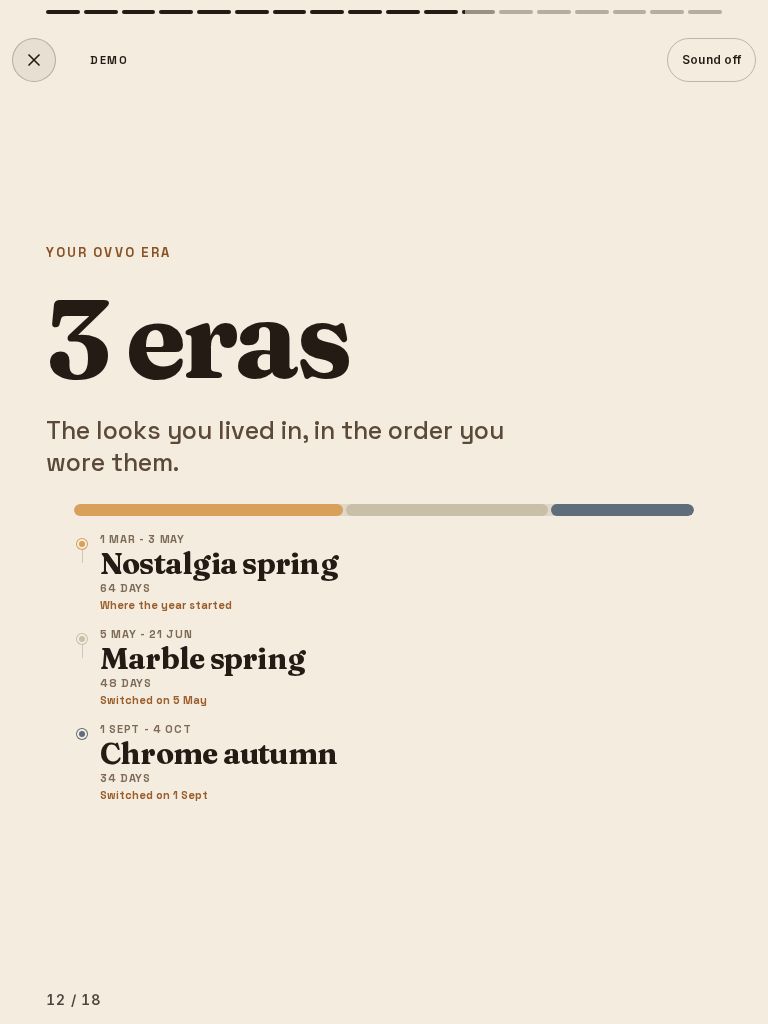 DEMO
Sound off
YOUR OVVO ERA
3 eras
The looks you lived in, in the order you
wore them.
1 MAR - 3 MAY
Nostalgia spring
64 DAYS
Where the year started
5 MAY - 21 JUN
Marble spring
48 DAYS
Switched on 5 May
1 SEPT - 4 OCT
Chrome autumn
34 DAYS
Switched on 1 Sept
12 / 18